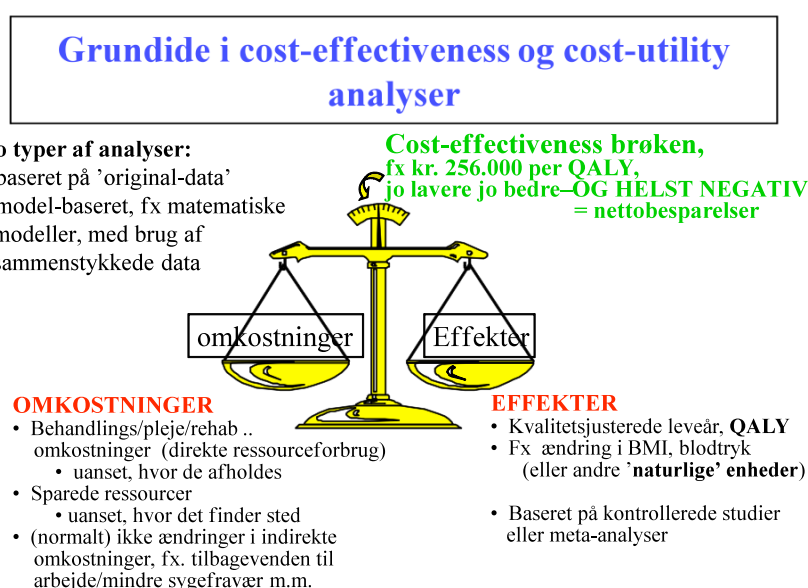 Grundide i cost-effectiveness og cost-utility
analyser
o typer af analyser:
baseret på ’original-data’
model-baseret, fx matematiske
modeller, med brug af
sammenstykkede data
Cost-effectiveness brøken,
fx kr. 256.000 per QALY,
jo lavere jo bedre–OG HELST NEGATIV
= nettobesparelser
omkostninger
Effekter
OMKOSTNINGER
• Behandlings/pleje/rehab ..
omkostninger (direkte ressourceforbrug)
• uanset, hvor de afholdes
• Sparede ressourcer
• uanset, hvor det finder sted
• (normalt) ikke ændringer i indirekte
omkostninger, fx. tilbagevenden til
arbejde/mindre sygefravær m.m.
EFFEKTER
• Kvalitetsjusterede leveår, QALY
• Fx ændring i BMI, blodtryk
(eller andre ’naturlige’ enheder)
• Baseret på kontrollerede studier
eller meta-analyser